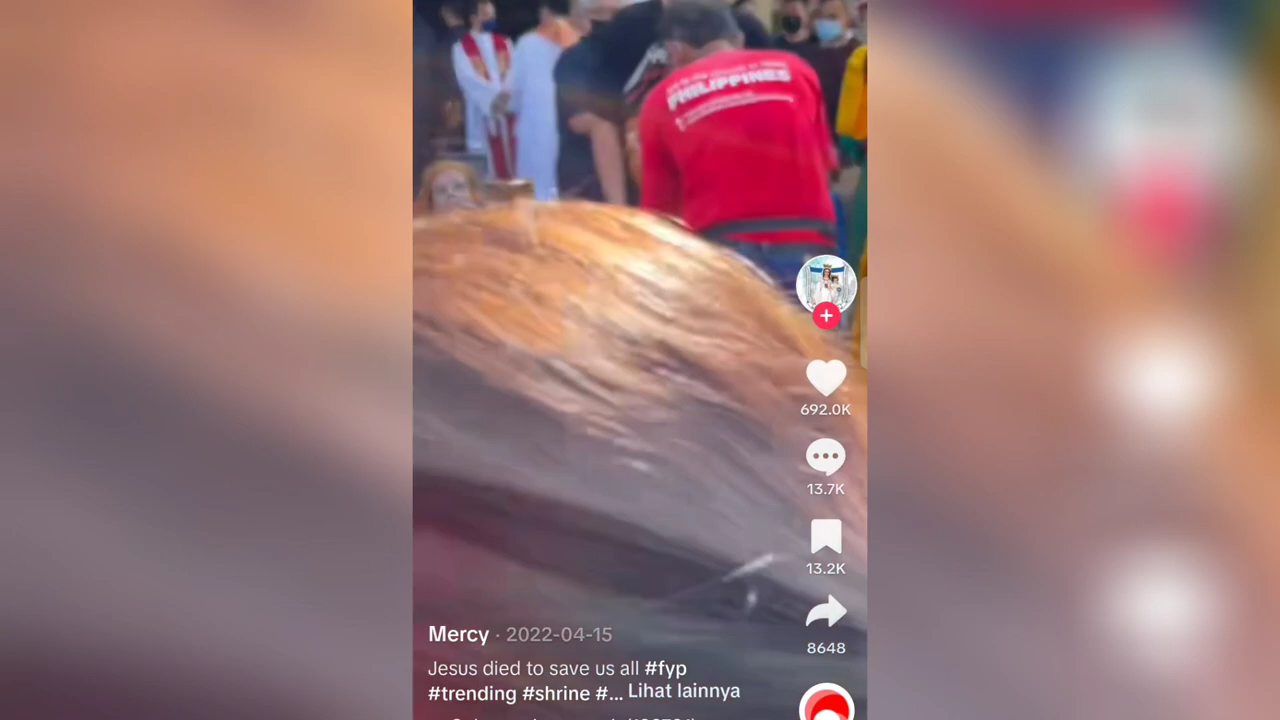 PHILIPPINES
692.0K
13.7K
13.2K
8648
Mercy · 2022-04-15
Jesus died to save us all #fyp
#trending #shrine #... Lihat lainnya